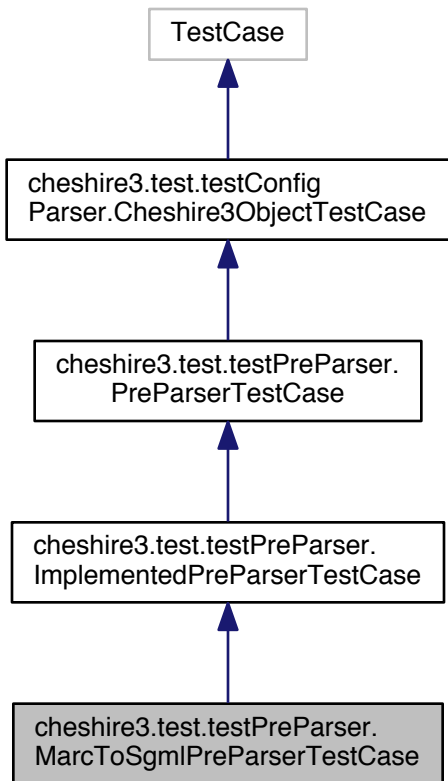 TestCase
cheshire3.test.testConfig
Parser.Cheshire3ObjectTestCase
cheshire3.test.testPreParser.
PreParserTestCase
cheshire3.test.testPreParser.
ImplementedPreParserTestCase
cheshire3.test.testPreParser.
MarcToSgmlPreParserTestCase